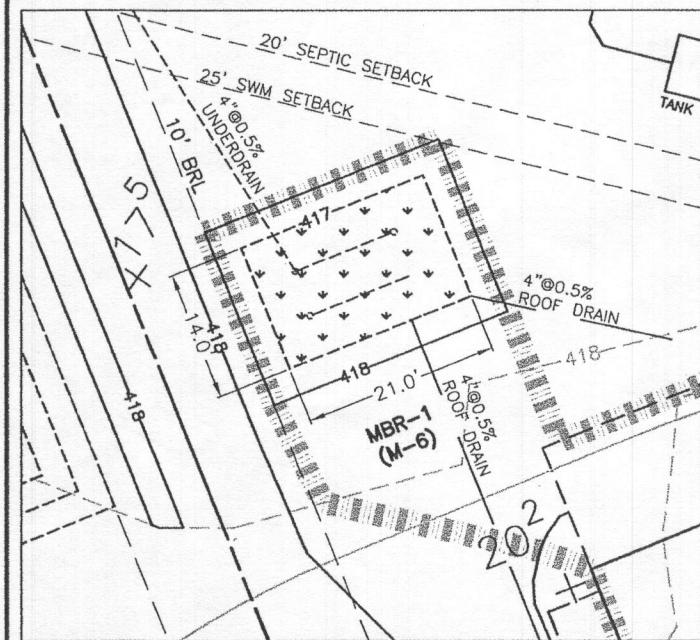 20' SEPTIC SETBACK
25' SWM SETBACK
TANK
4"@0.5%
UNDERDRAIN
10' BRL
417
4"@0.5%
ROOF DRAIN
14.0'
418
418
418
21.0'
418
4"@0.5%
ROOF DRAIN
MBR-1
(M-6)
202